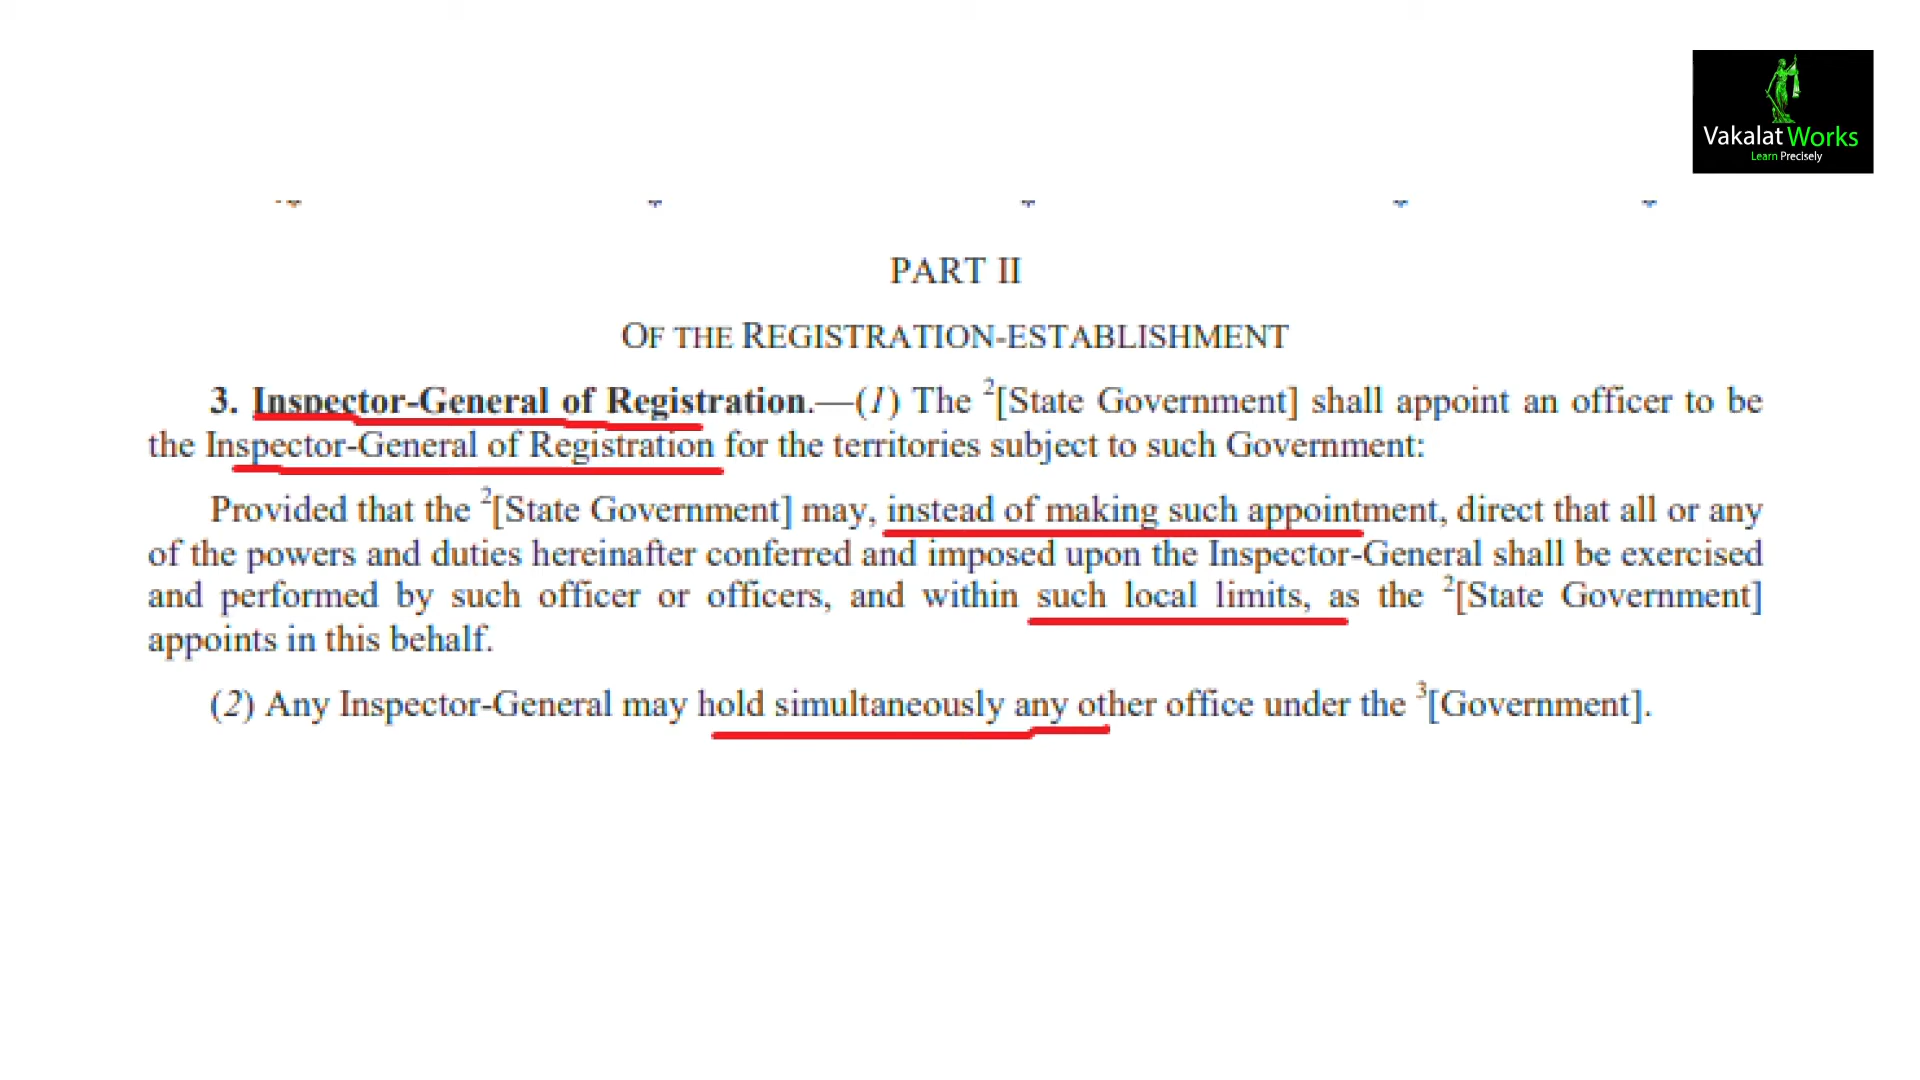 Vakalat Works
Learn Precisely
PART II
OF THE REGISTRATION-ESTABLISHMENT
3. Inspector-General of Registration.—(1) The 2[State Government] shall appoint an officer to be
the Inspector-General of Registration for the territories subject to such Government:
Provided that the 2[State Government] may, instead of making such appointment, direct that all or any
of the powers and duties hereinafter conferred and imposed upon the Inspector-General shall be exercised
and performed by such officer or officers, and within such local limits, as the 2[State Government]
appoints in this behalf.
(2) Any Inspector-General may hold simultaneously any other office under the 3[Government].